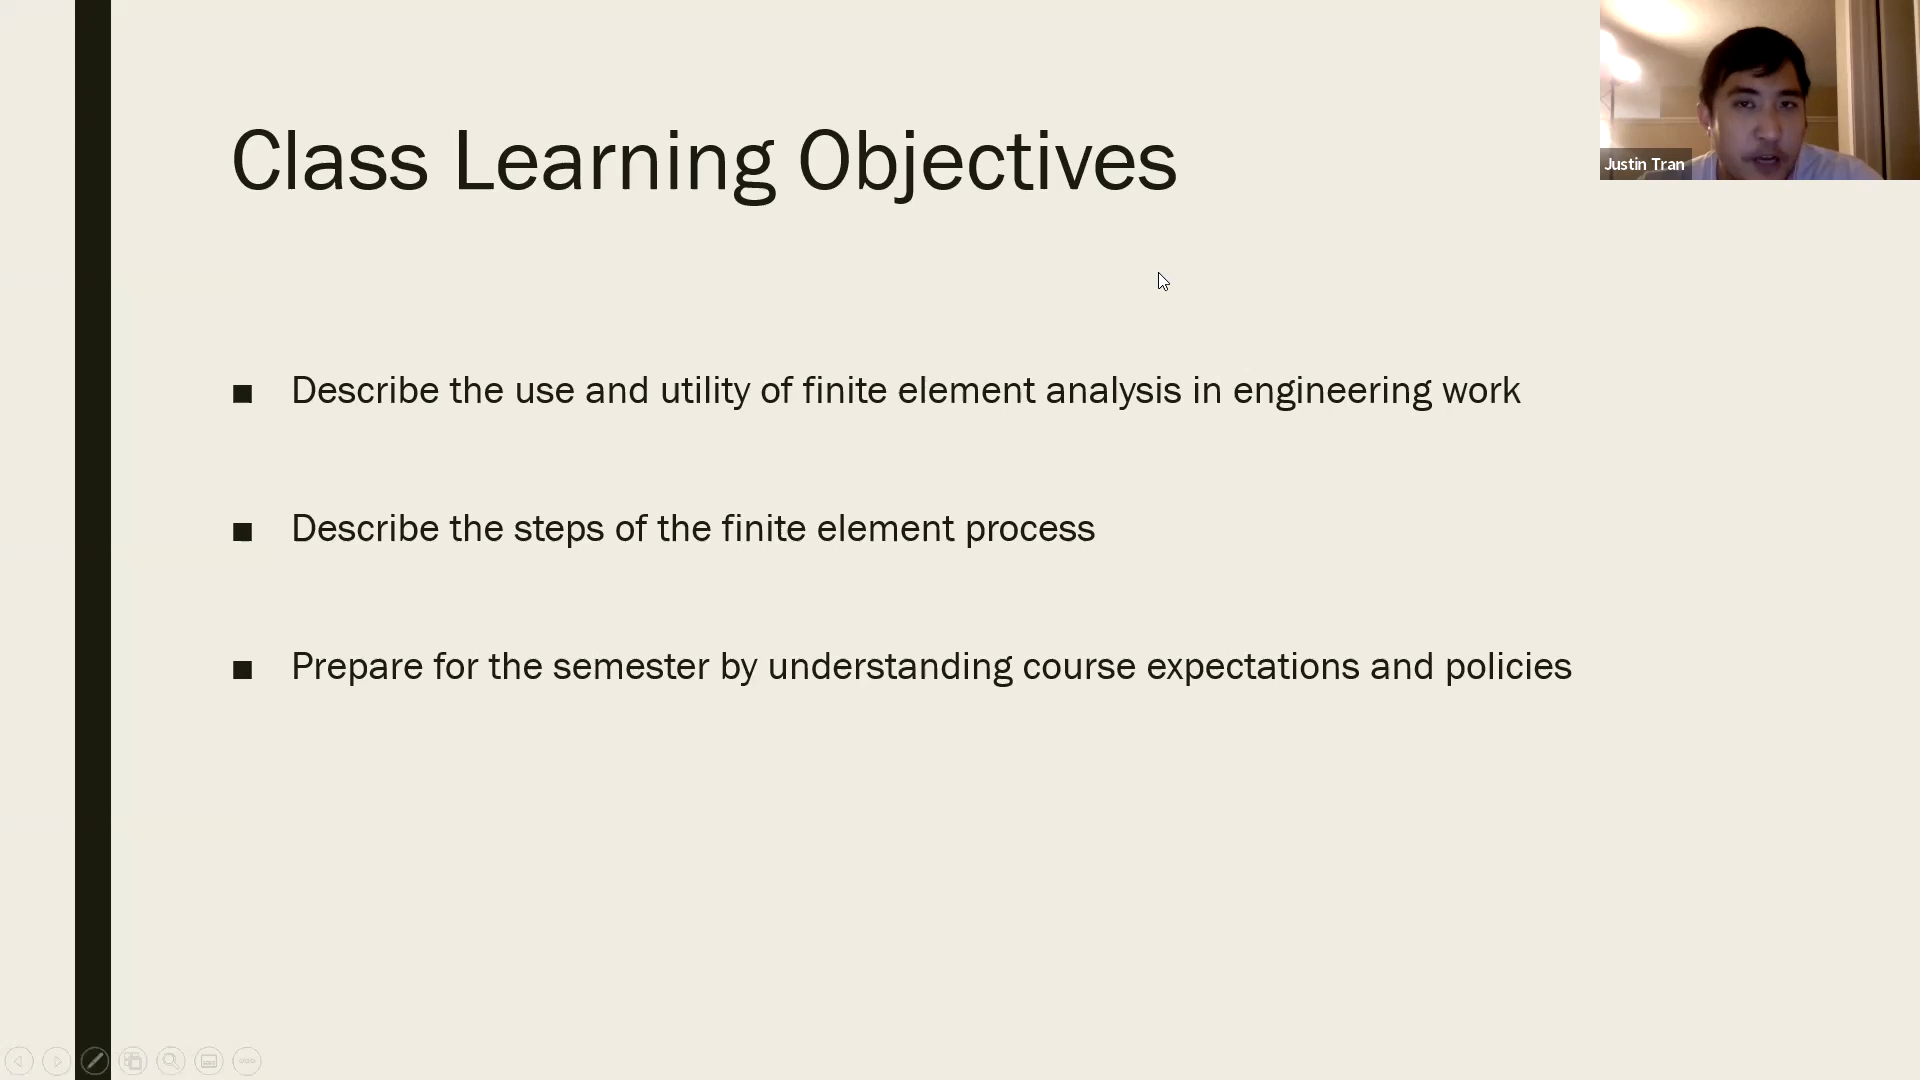 Class Learning Objectives
Justin Tran
■ Describe the use and utility of finite element analysis in engineering work
■ Describe the steps of the finite element process
■ Prepare for the semester by understanding course expectations and policies